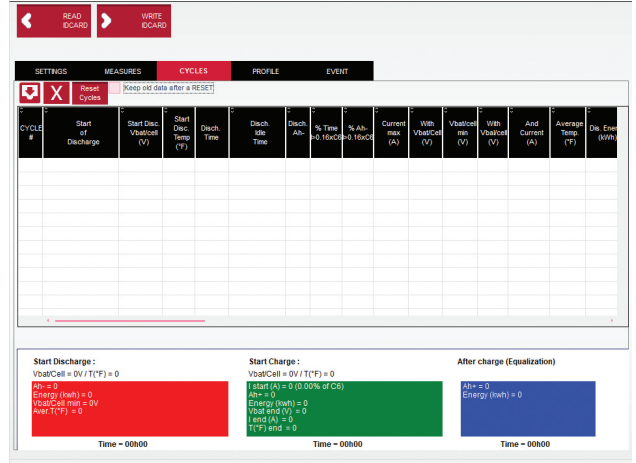 READ
IDCARD
WRITE
IDCARD
SETTINGS MEASURES CYCLES PROFILE EVENT
X
Reset
Cycles
Keep old data after a RESET
CYCLE
#
Start
of
Discharge
Start Disc.
Vbat/cell
(V)
Start
Disc.
Temp
(°F)
Disch.
Time
Disch.
Idle
Time
Disch.
Ah-
% Time
I>0.16xC6
% Ah-
I>0.16xC6
Current
max
(A)
With
Vbat/Cell
(V)
Vbat/cell
min
(V)
With
Vbat/cell
(V)
And
Current
(A)
Average
Temp.
(°F)
Dis. Ener
(kWh)
Start Discharge :
Vbat/Cell = 0V / T(°F) = 0
Ah- = 0
Energy (kwh) = 0
Vbat/Cell min = 0V
Aver.T(°F) = 0
Time = 00h00
Start Charge :
Vbat/Cell = 0V / T(°F) = 0
I start (A) = 0 (0.00% of C6)
Ah+ = 0
Energy (kwh) = 0
Vbat end (V) = 0
I end (A) = 0
T(°F) end = 0
Time = 00h00
After charge (Equalization)
Ah+ = 0
Energy (kwh) = 0
Time = 00h00